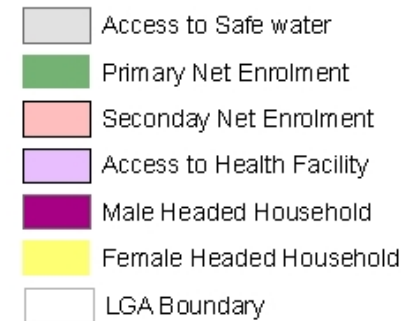 Access to Safe water
Primary Net Enrolment
Seconday Net Enrolment
Access to Health Facility
Male Headed Household
Female Headed Household
LGA Boundary